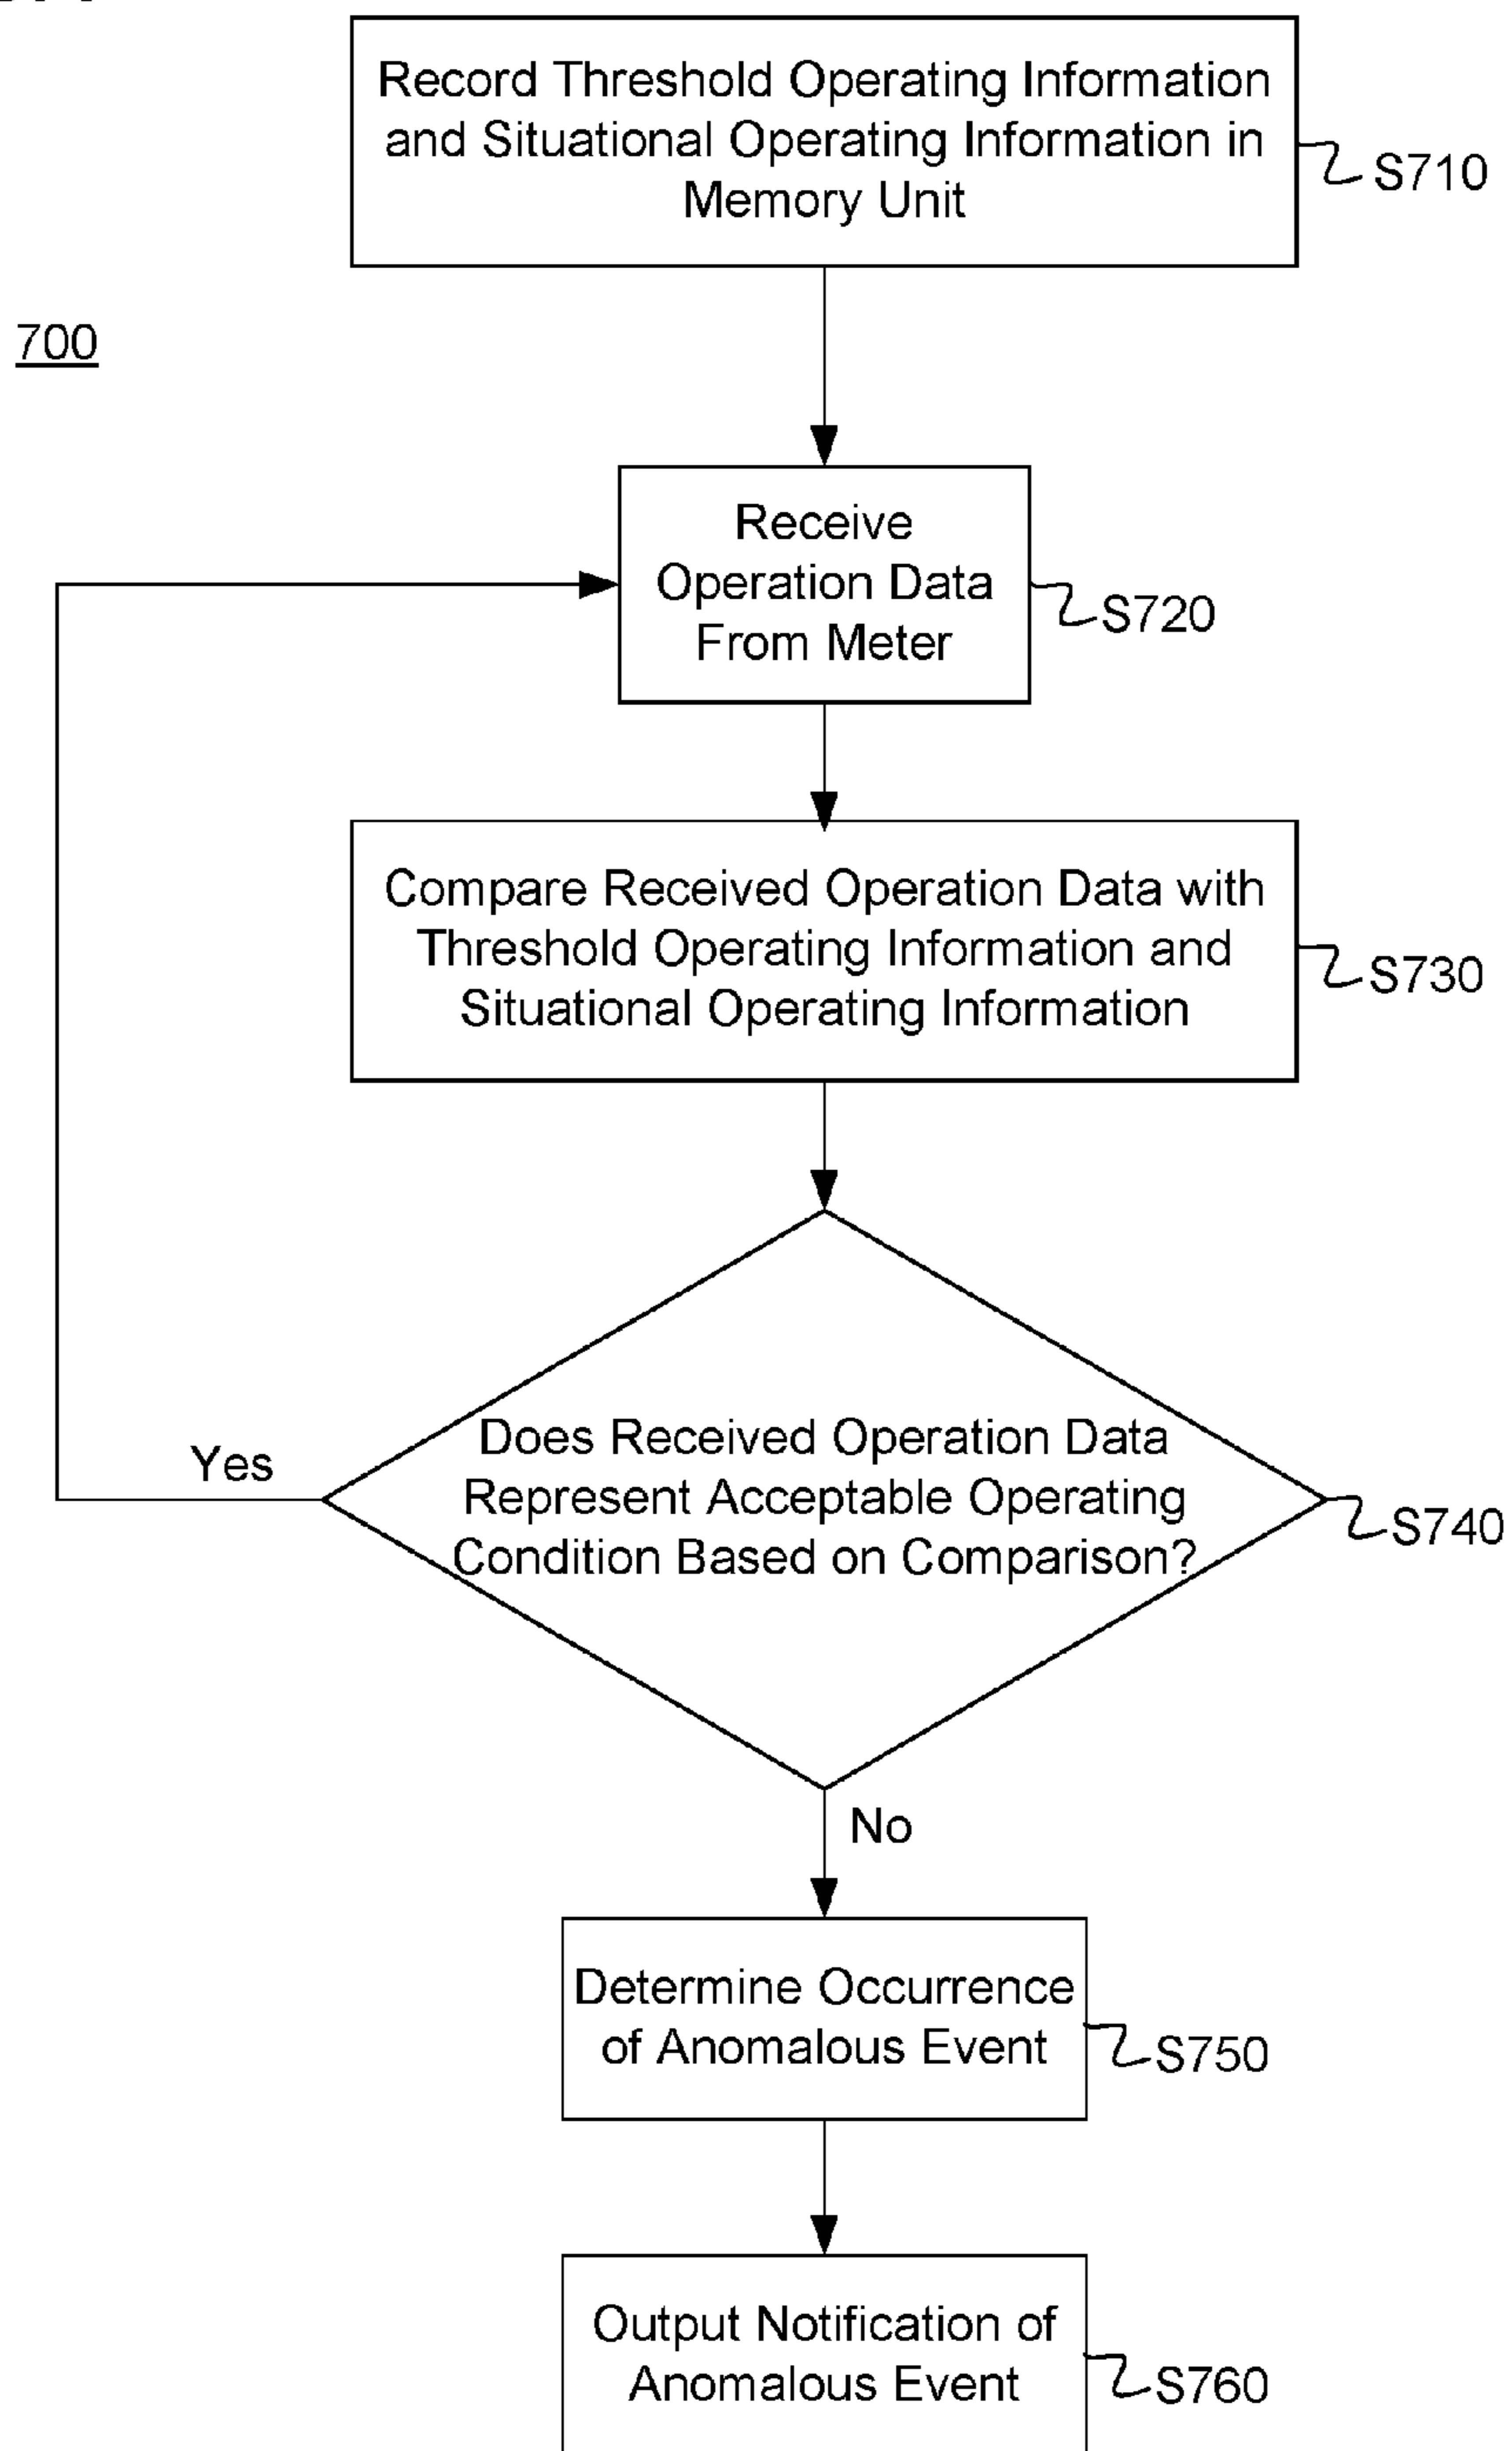 Record Threshold Operating Information
and Situational Operating Information in
Memory Unit
S710
700
Receive
Operation Data
From Meter
S720
Compare Received Operation Data with
Threshold Operating Information and
Situational Operating Information
S730
Does Received Operation Data
Represent Acceptable Operating
Condition Based on Comparison?
Yes
S740
No
Determine Occurrence
of Anomalous Event
S750
Output Notification of
Anomalous Event
S760